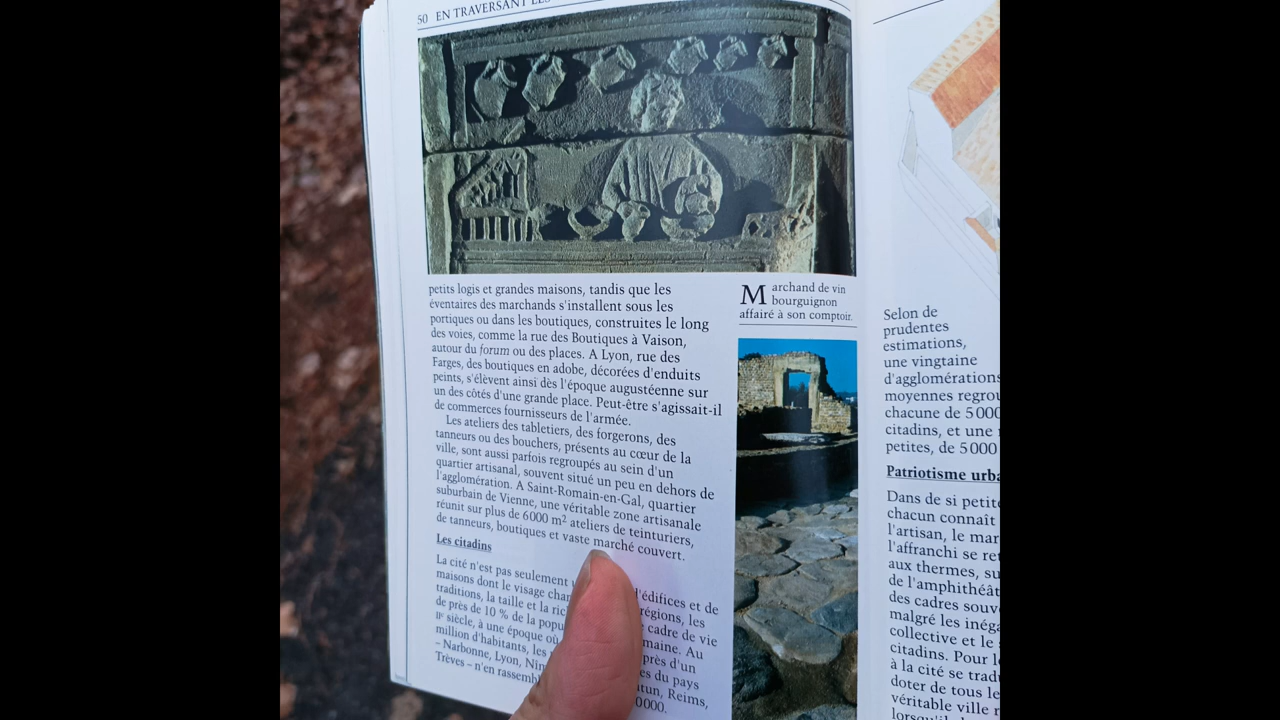 50 EN TRAVERSANT LES
petits logis et grandes maisons, tandis que les
éventaires des marchands s'installent sous les
portiques ou dans les boutiques, construites le long
des voies, comme la rue des Boutiques à Vaison,
autour du forum ou des places. A Lyon, rue des
Farges, des boutiques en adobe, décorées d'enduits
peints, s'élèvent ainsi dès l'époque augustéenne sur
un des côtés d'une grande place. Peut-être s'agissait-il
de commerces fournisseurs de l'armée.
Les ateliers des tabletiers, des forgerons, des
tanneurs ou des bouchers, présents au cœur de la
ville, sont aussi parfois regroupés au sein d'un
quartier artisanal, souvent situé un peu en dehors de
l'agglomération. A Saint-Romain-en-Gal, quartier
suburbain de Vienne, une véritable zone artisanale
réunit sur plus de 6000 m² ateliers de teinturiers,
de tanneurs, boutiques et vaste marché couvert.
Les citadins
La cité n'est pas seulement d'édifices et de
maisons dont le visage régions, les
traditions, la taille et la cadre de vie
de près de 10 % de la Au
IIe siècle, à une époque où près d'un
million d'habitants, les du pays
– Narbonne, Lyon, Reims,
Trèves – n'en
Marchand de vin
bourguignon
affairé à son comptoir.
Selon de
prudentes
estimations,
une vingtaine
d'agglomérations
moyennes
chacune de 5 000
citadins, et une
petites, de 5 000
Patriotisme
Dans de si
chacun connaît
l'artisan, le
l'affranchi se
aux thermes,
de
des cadres
malgré les
collective et le
citadins. Pour
à la cité se
doter de tous
véritable ville
lorsqu'ils